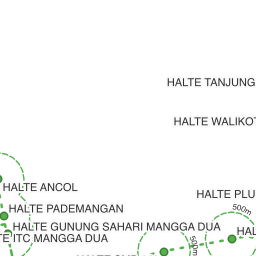 HALTE TANJUNG
HALTE WALIKOT
HALTE ANCOL
HALTE PLU
HALTE PADEMANGAN
500m
HALTE GUNUNG SAHARI MANGGA DUA
HAL
TE ITC MANGGA DUA
500m